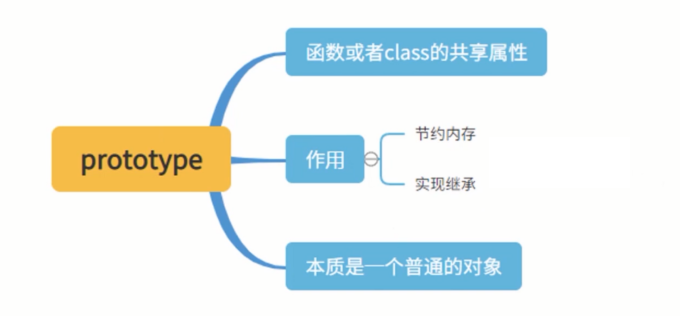 函数或者class的共享属性
prototype
作用
节约内存
实现继承
本质是一个普通的对象